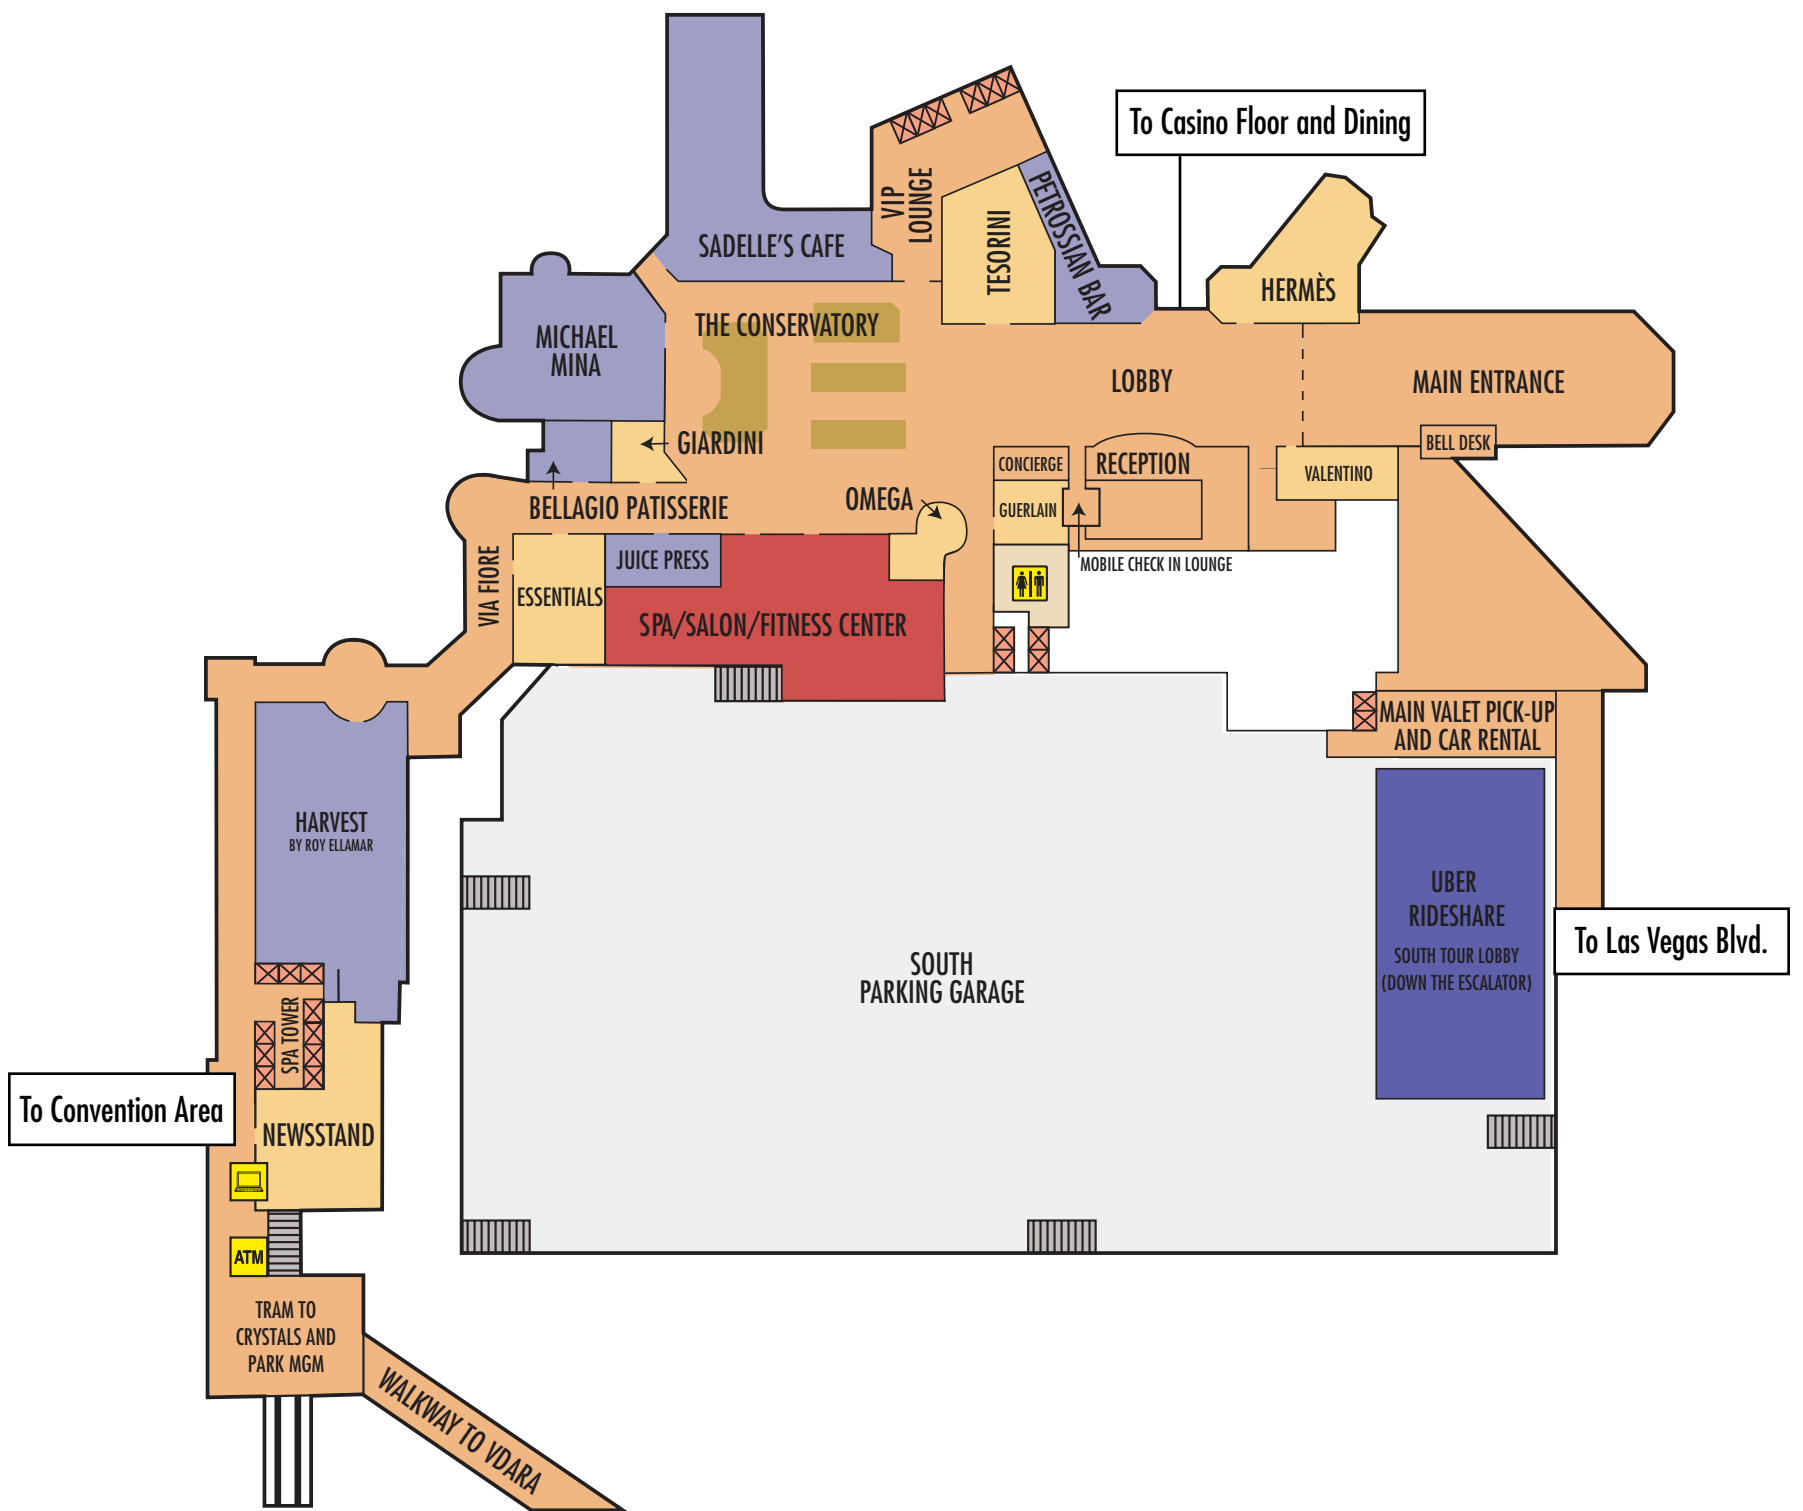 To Casino Floor and Dining
VIP
LOUNGE
TESORINI
PETROSSIAN BAR
SADELLE'S CAFE
HERMÈS
THE CONSERVATORY
MICHAEL
MINA
LOBBY
MAIN ENTRANCE
GIARDINI
BELL DESK
CONCIERGE
RECEPTION
VALENTINO
OMEGA
BELLAGIO PATISSERIE
GUERLAIN
MOBILE CHECK IN LOUNGE
VIA FIORE
JUICE PRESS
ESSENTIALS
SPA/SALON/FITNESS CENTER
MAIN VALET PICK-UP
AND CAR RENTAL
HARVEST
BY ROY ELLAMAR
UBER
RIDESHARE
SOUTH TOUR LOBBY
(DOWN THE ESCALATOR)
To Las Vegas Blvd.
SOUTH
PARKING GARAGE
SPA TOWER
To Convention Area
NEWSSTAND
ATM
TRAM TO
CRYSTALS AND
PARK MGM
WALKWAY TO VDARA